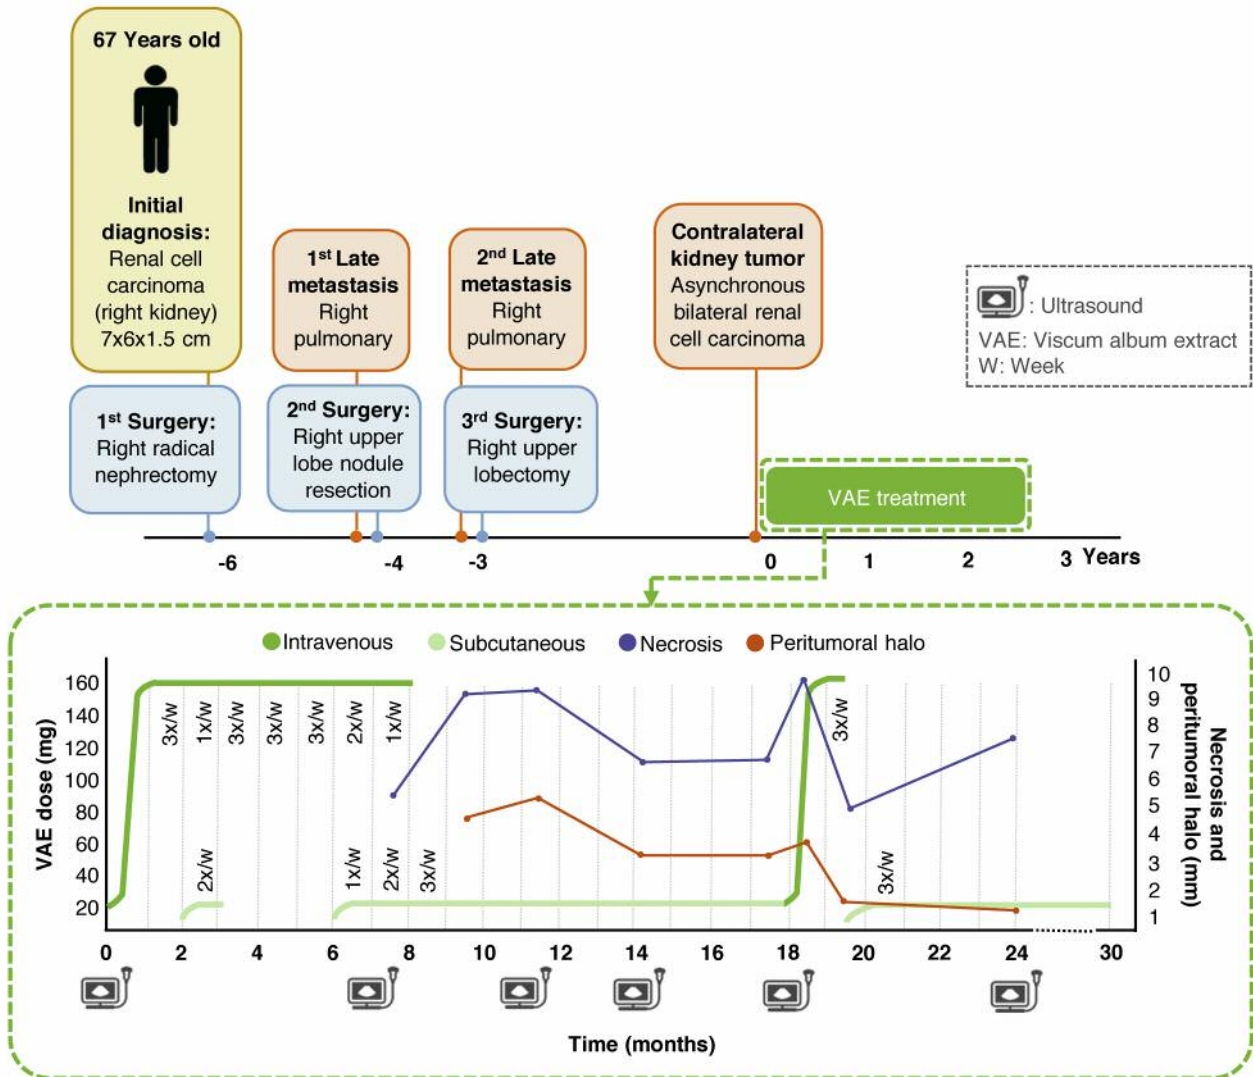 67 Years old
Initial
diagnosis:
Renal cell
carcinoma
(right kidney)
7x6x1.5 cm
1st Surgery:
Right radical
nephrectomy
1st Late
metastasis
Right
pulmonary
2nd Surgery:
Right upper
lobe nodule
resection
2nd Late
metastasis
Right
pulmonary
3rd Surgery:
Right upper
lobectomy
Contralateral
kidney tumor
Asynchronous
bilateral renal
cell carcinoma
: Ultrasound
VAE: Viscum album extract
W: Week
VAE treatment
-6 -4 -3 0 1 2 3 Years
Intravenous Subcutaneous Necrosis Peritumoral halo
VAE dose (mg)
160
140
120
100
80
60
40
20
3x/w 1x/w 3x/w 3x/w 3x/w 2x/w 1x/w 3x/w
2x/w 1x/w 2x/w 3x/w 3x/w
10
9
8
7
6
5
4
3
2
1
Necrosis and
peritumoral halo (mm)
0 2 4 6 8 10 12 14 16 18 20 22 24 30
Time (months)